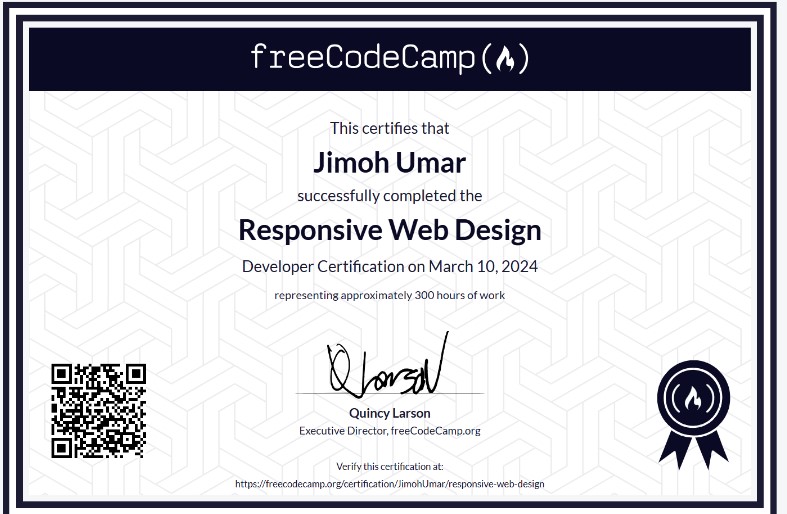 freeCodeCamp
This certifies that
Jimoh Umar
successfully completed the
Responsive Web Design
Developer Certification on March 10, 2024
representing approximately 300 hours of work
Quincy Larson
Executive Director, freeCodeCamp.org
Verify this certification at:
https://freecodecamp.org/certification/JimohUmar/responsive-web-design